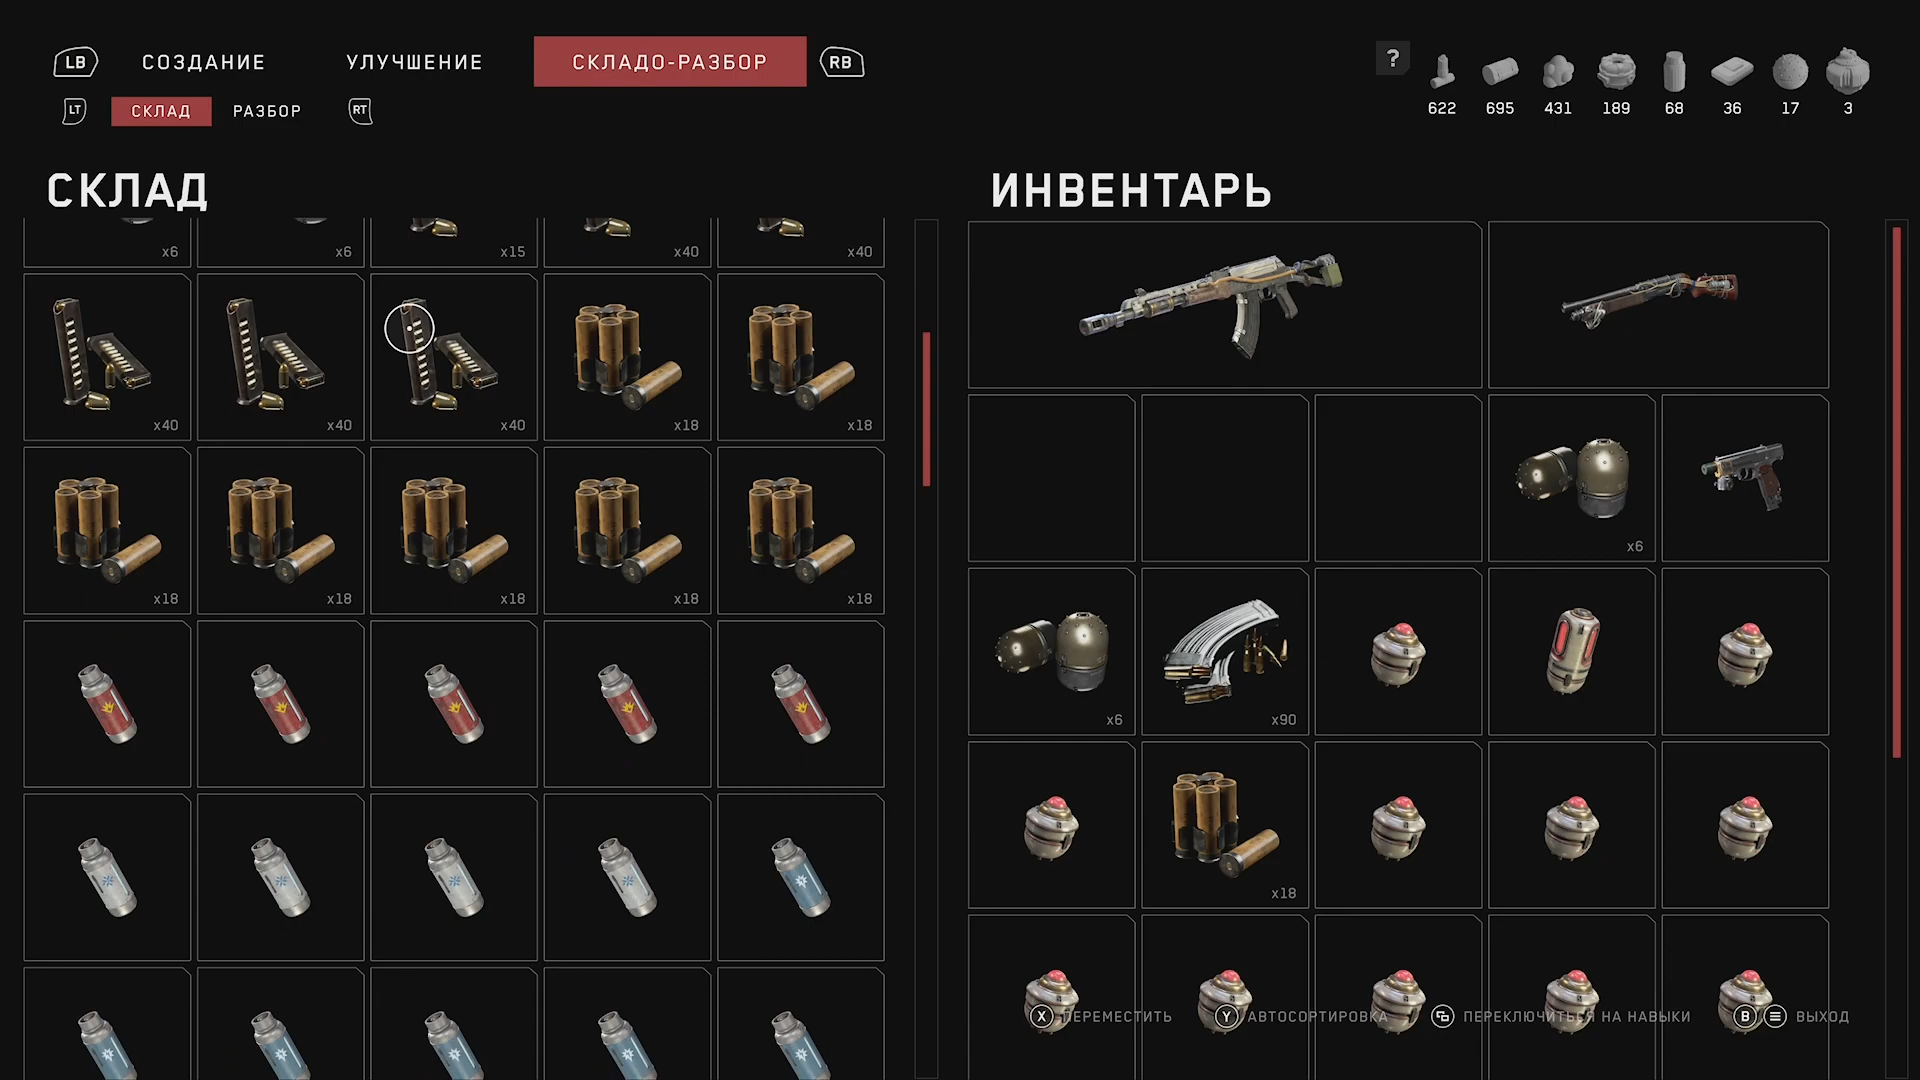 LB СОЗДАНИЕ УЛУЧШЕНИЕ СКЛАДО-РАЗБОР RB
LT СКЛАД РАЗБОР RT
?
622 695 431 189 68 36 17 3
СКЛАД
ИНВЕНТАРЬ
x6 x6 x15 x40 x40
x40 x40 x40 x18 x18
x6
x18 x18 x18 x18 x18
x6 x90
x18
X ПЕРЕМЕСТИТЬ Y АВТОСОРТИРОВКА ПЕРЕКЛЮЧИТЬСЯ НА НАВЫКИ B ВЫХОД